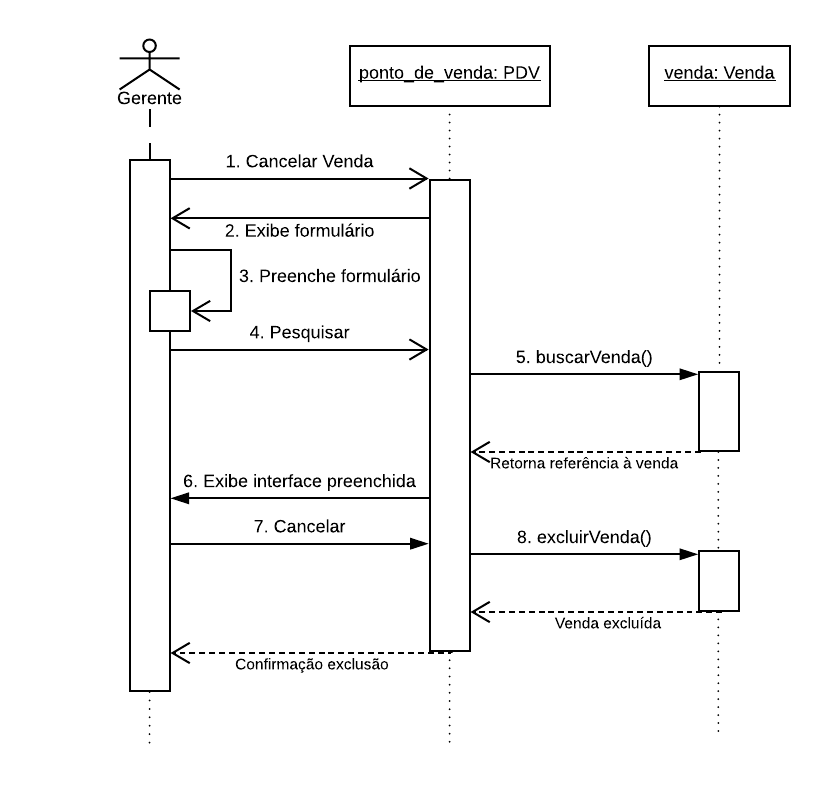 Gerente
ponto_de_venda: PDV
venda: Venda
1. Cancelar Venda
2. Exibe formulário
3. Preenche formulário
4. Pesquisar
5. buscarVenda()
Retorna referência à venda
6. Exibe interface preenchida
7. Cancelar
8. excluirVenda()
Venda excluída
Confirmação exclusão